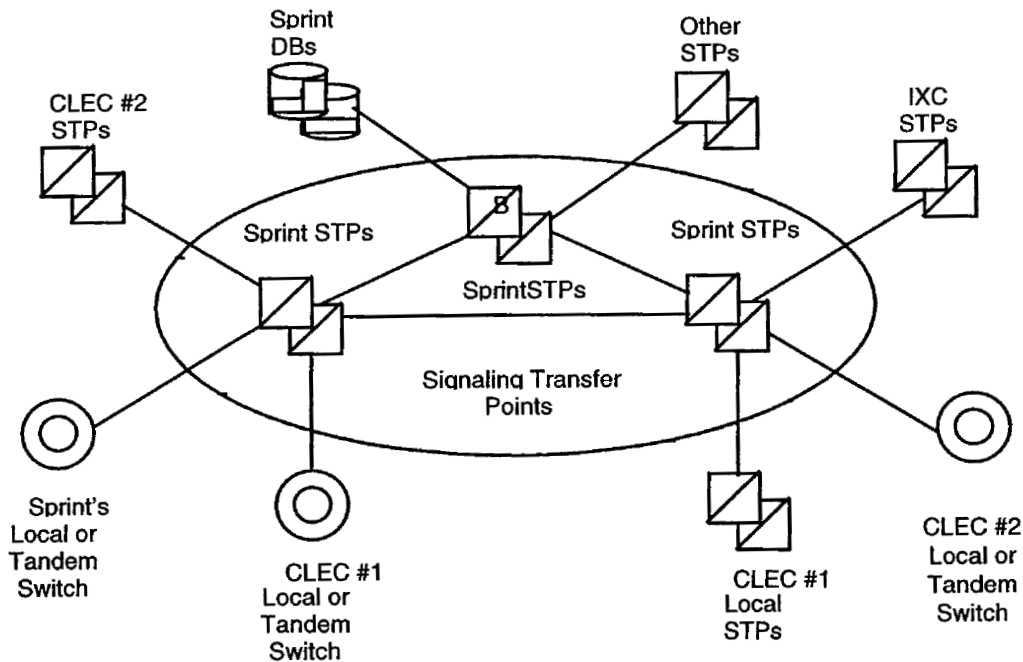 Sprint
DBs
Other
STPs
CLEC #2
STPs
IXC
STPs
B
Sprint STPs
Sprint STPs
SprintSTPs
Signaling Transfer
Points
Sprint's
Local or
Tandem
Switch
CLEC #1
Local or
Tandem
Switch
CLEC #1
Local
STPs
CLEC #2
Local or
Tandem
Switch